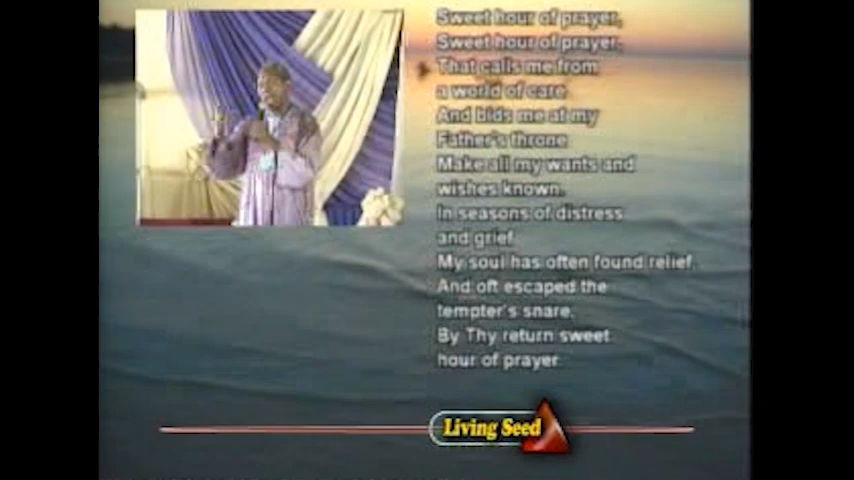 Sweet hour of prayer,
Sweet hour of prayer,
That calls me from
a world of care
And bids me at my
Father's throne
Make all my wants and
wishes known.
In seasons of distress
and grief
My soul has often found relief
And oft escaped the
tempter's snare,
By Thy return sweet
hour of prayer
Living Seed